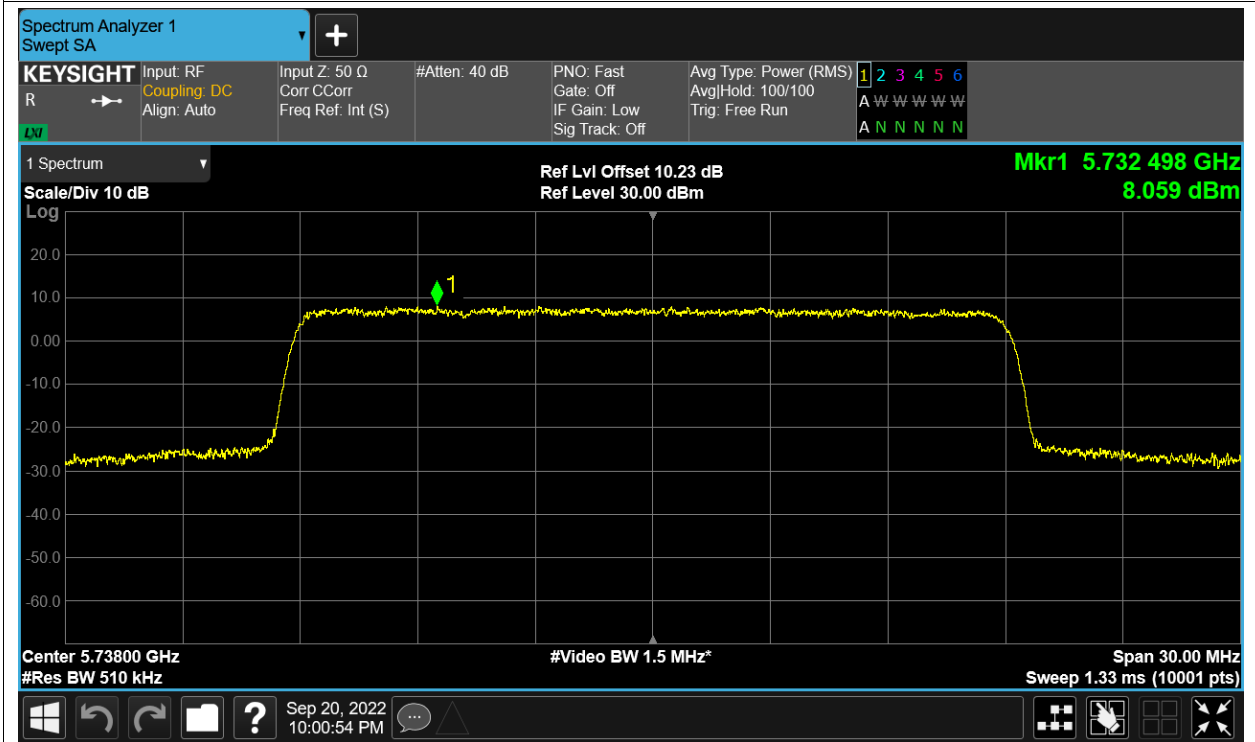 Spectrum Analyzer 1
Swept SA
+
KEYSIGHT
R
LXI
Input: RF
Coupling: DC
Align: Auto
Input Z: 50 Ω
Corr CCorr
Freq Ref: Int (S)
#Atten: 40 dB
PNO: Fast
Gate: Off
IF Gain: Low
Sig Track: Off
Avg Type: Power (RMS)
Avg|Hold: 100/100
Trig: Free Run
1 2 3 4 5 6
A W W W W W
A N N N N N
1 Spectrum
Scale/Div 10 dB
Log
Ref Lvl Offset 10.23 dB
Ref Level 30.00 dBm
Mkr1 5.732 498 GHz
8.059 dBm
20.0
1
10.0
0.00
-10.0
-20.0
-30.0
-40.0
-50.0
-60.0
Center 5.73800 GHz
#Res BW 510 kHz
#Video BW 1.5 MHz*
Span 30.00 MHz
Sweep 1.33 ms (10001 pts)
?
Sep 20, 2022
10:00:54 PM